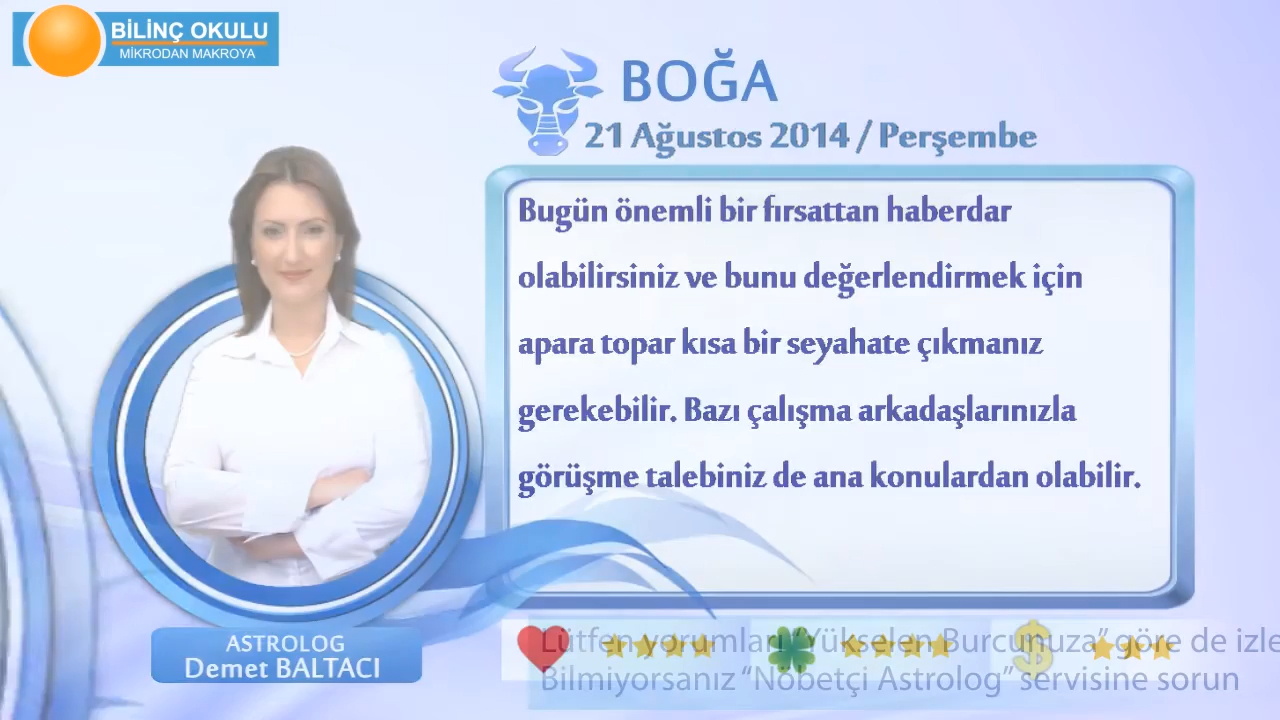 BİLİNÇ OKULU
MİKRODAN MAKROYA
BOĞA
21 Ağustos 2014 / Perşembe
Bugün önemli bir fırsattan haberdar
olabilirsiniz ve bunu değerlendirmek için
apara topar kısa bir seyahate çıkmanız
gerekebilir. Bazı çalışma arkadaşlarınızla
görüşme talebiniz de ana konulardan olabilir.
ASTROLOG
Demet BALTACI
Lütfen yorumları "Yükselen Burcunuza" göre de izle
Bilmiyorsanız "Nöbetçi Astrolog" servisine sorun